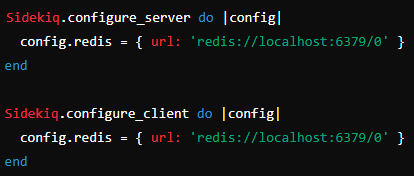 Sidekiq.configure_server do |config|
  config.redis = { url: 'redis://localhost:6379/0' }
end

Sidekiq.configure_client do |config|
  config.redis = { url: 'redis://localhost:6379/0' }
end